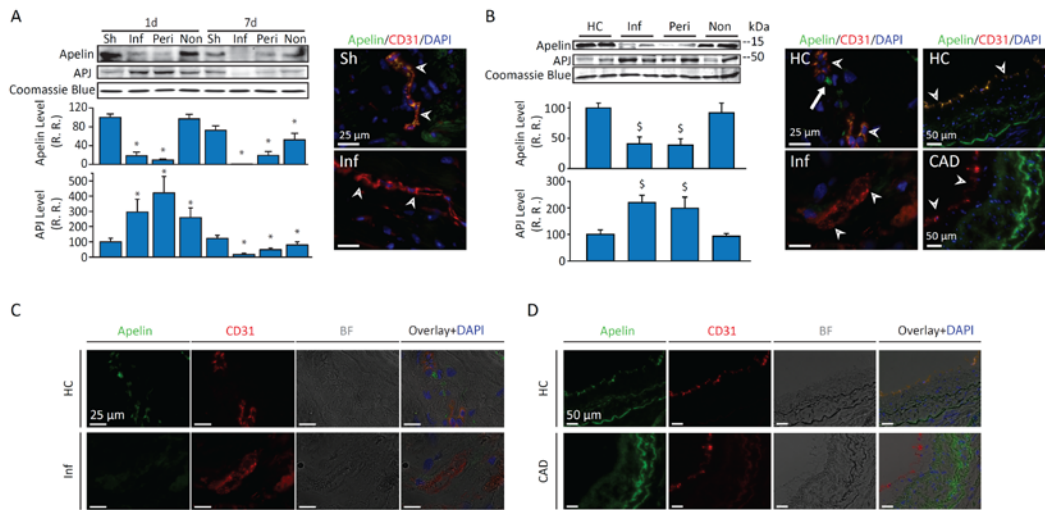 A
1d 7d
Sh Inf Peri Non Sh Inf Peri Non
Apelin
APJ
Coomassie Blue
Apelin Level
(R. R.)
120
80
40
0
* * * * *
APJ Level
(R. R.)
500
400
300
200
100
0
* * * * * *
Apelin/CD31/DAPI
Sh
25 μm
Inf
B
HC Inf Peri Non kDa
Apelin --15
APJ --50
Coomassie Blue
Apelin Level
(R. R.)
100
50
0
$ $
APJ Level
(R. R.)
300
200
100
0
$ $
Apelin/CD31/DAPI Apelin/CD31/DAPI
HC HC
25 μm 50 μm
Inf CAD
50 μm
C
Apelin CD31 BF Overlay+DAPI
HC
25 μm
Inf
D
Apelin CD31 BF Overlay+DAPI
HC
50 μm
CAD